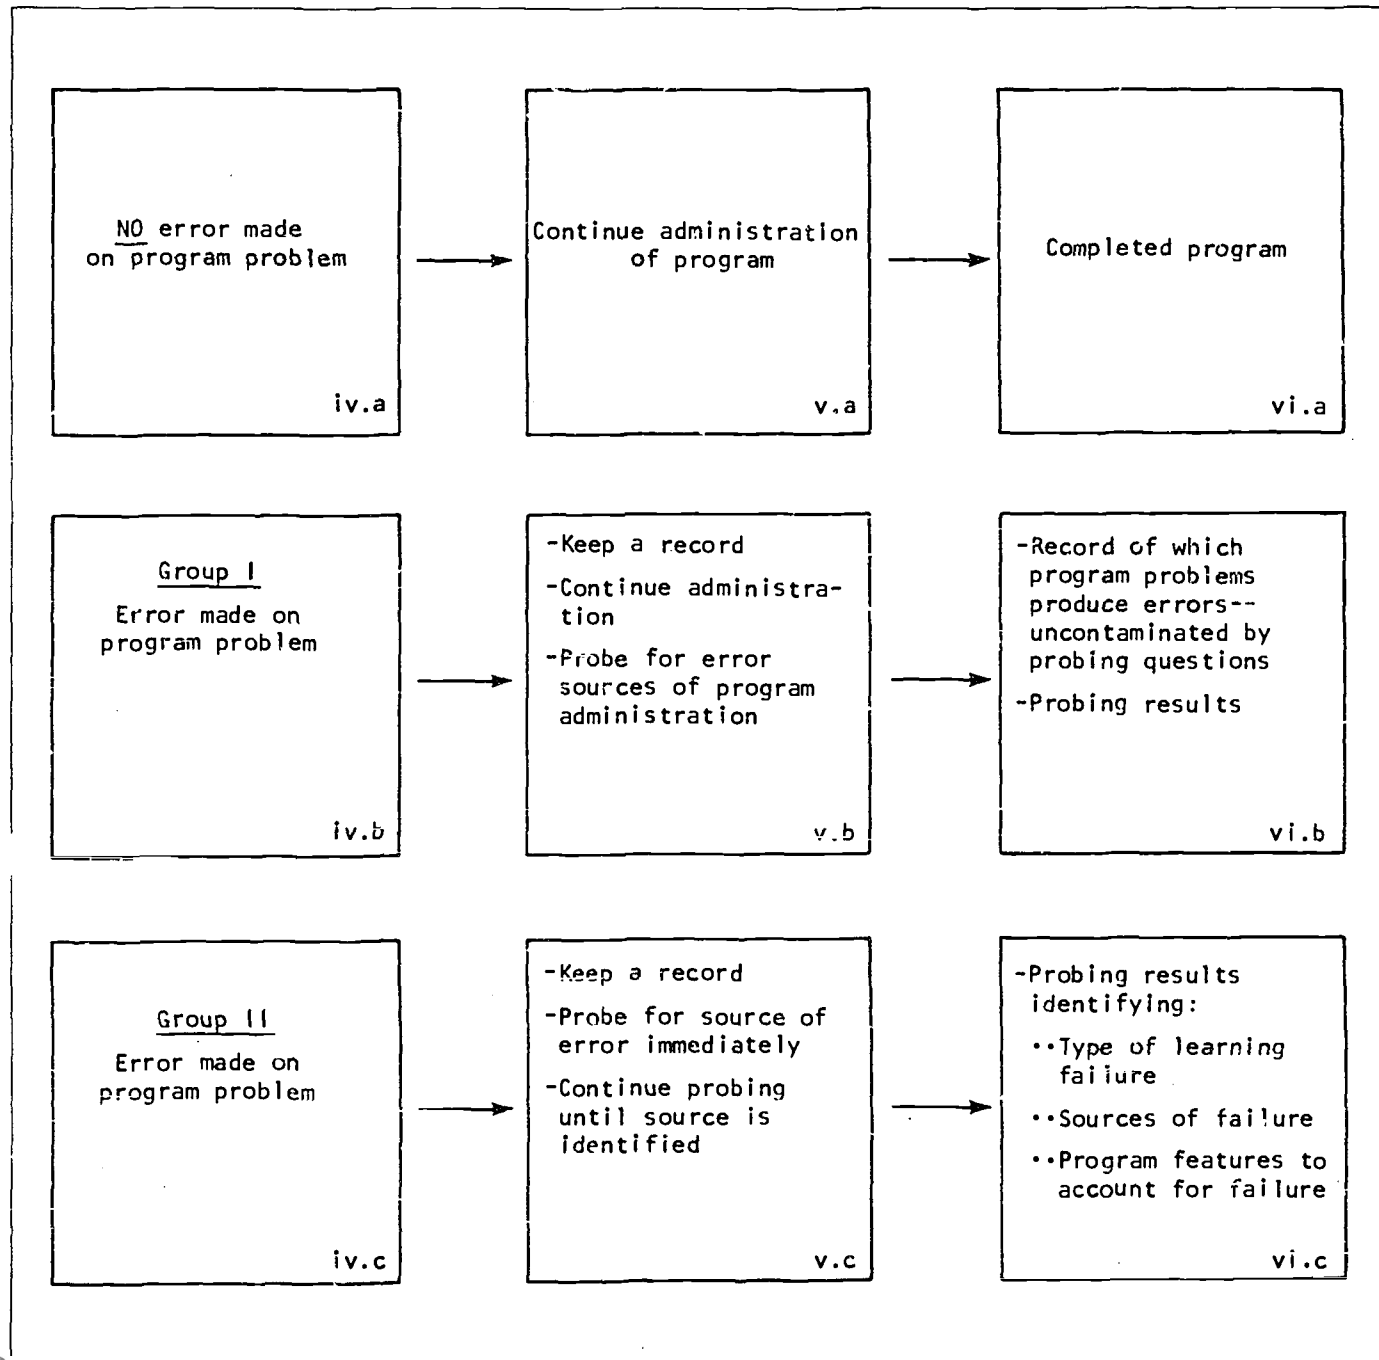 NO error made
on program problem
iv.a
Continue administration
of program
v.a
Completed program
vi.a
Group I
Error made on
program problem
iv.b
-Keep a record
-Continue administra-
tion
-Probe for error
sources of program
administration
v.b
-Record of which
program problems
produce errors--
uncontaminated by
probing questions
-Probing results
vi.b
Group II
Error made on
program problem
iv.c
-Keep a record
-Probe for source of
error immediately
-Continue probing
until source is
identified
v.c
-Probing results
identifying:
··Type of learning
failure
··Sources of failure
··Program features to
account for failure
vi.c